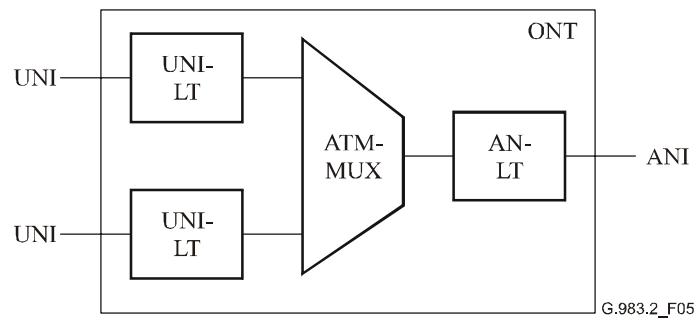 ONT
UNI
UNI-
LT
ATM-
MUX
AN-
LT
ANI
UNI
UNI-
LT
G.983.2_F05